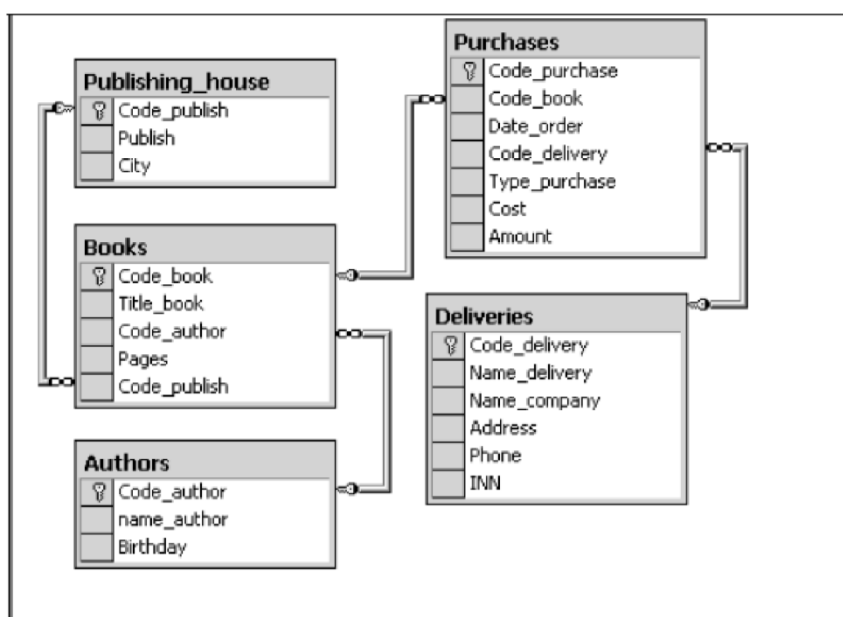 Publishing_house
Code_publish
Publish
City
Books
Code_book
Title_book
Code_author
Pages
Code_publish
Authors
Code_author
name_author
Birthday
Purchases
Code_purchase
Code_book
Date_order
Code_delivery
Type_purchase
Cost
Amount
Deliveries
Code_delivery
Name_delivery
Name_company
Address
Phone
INN